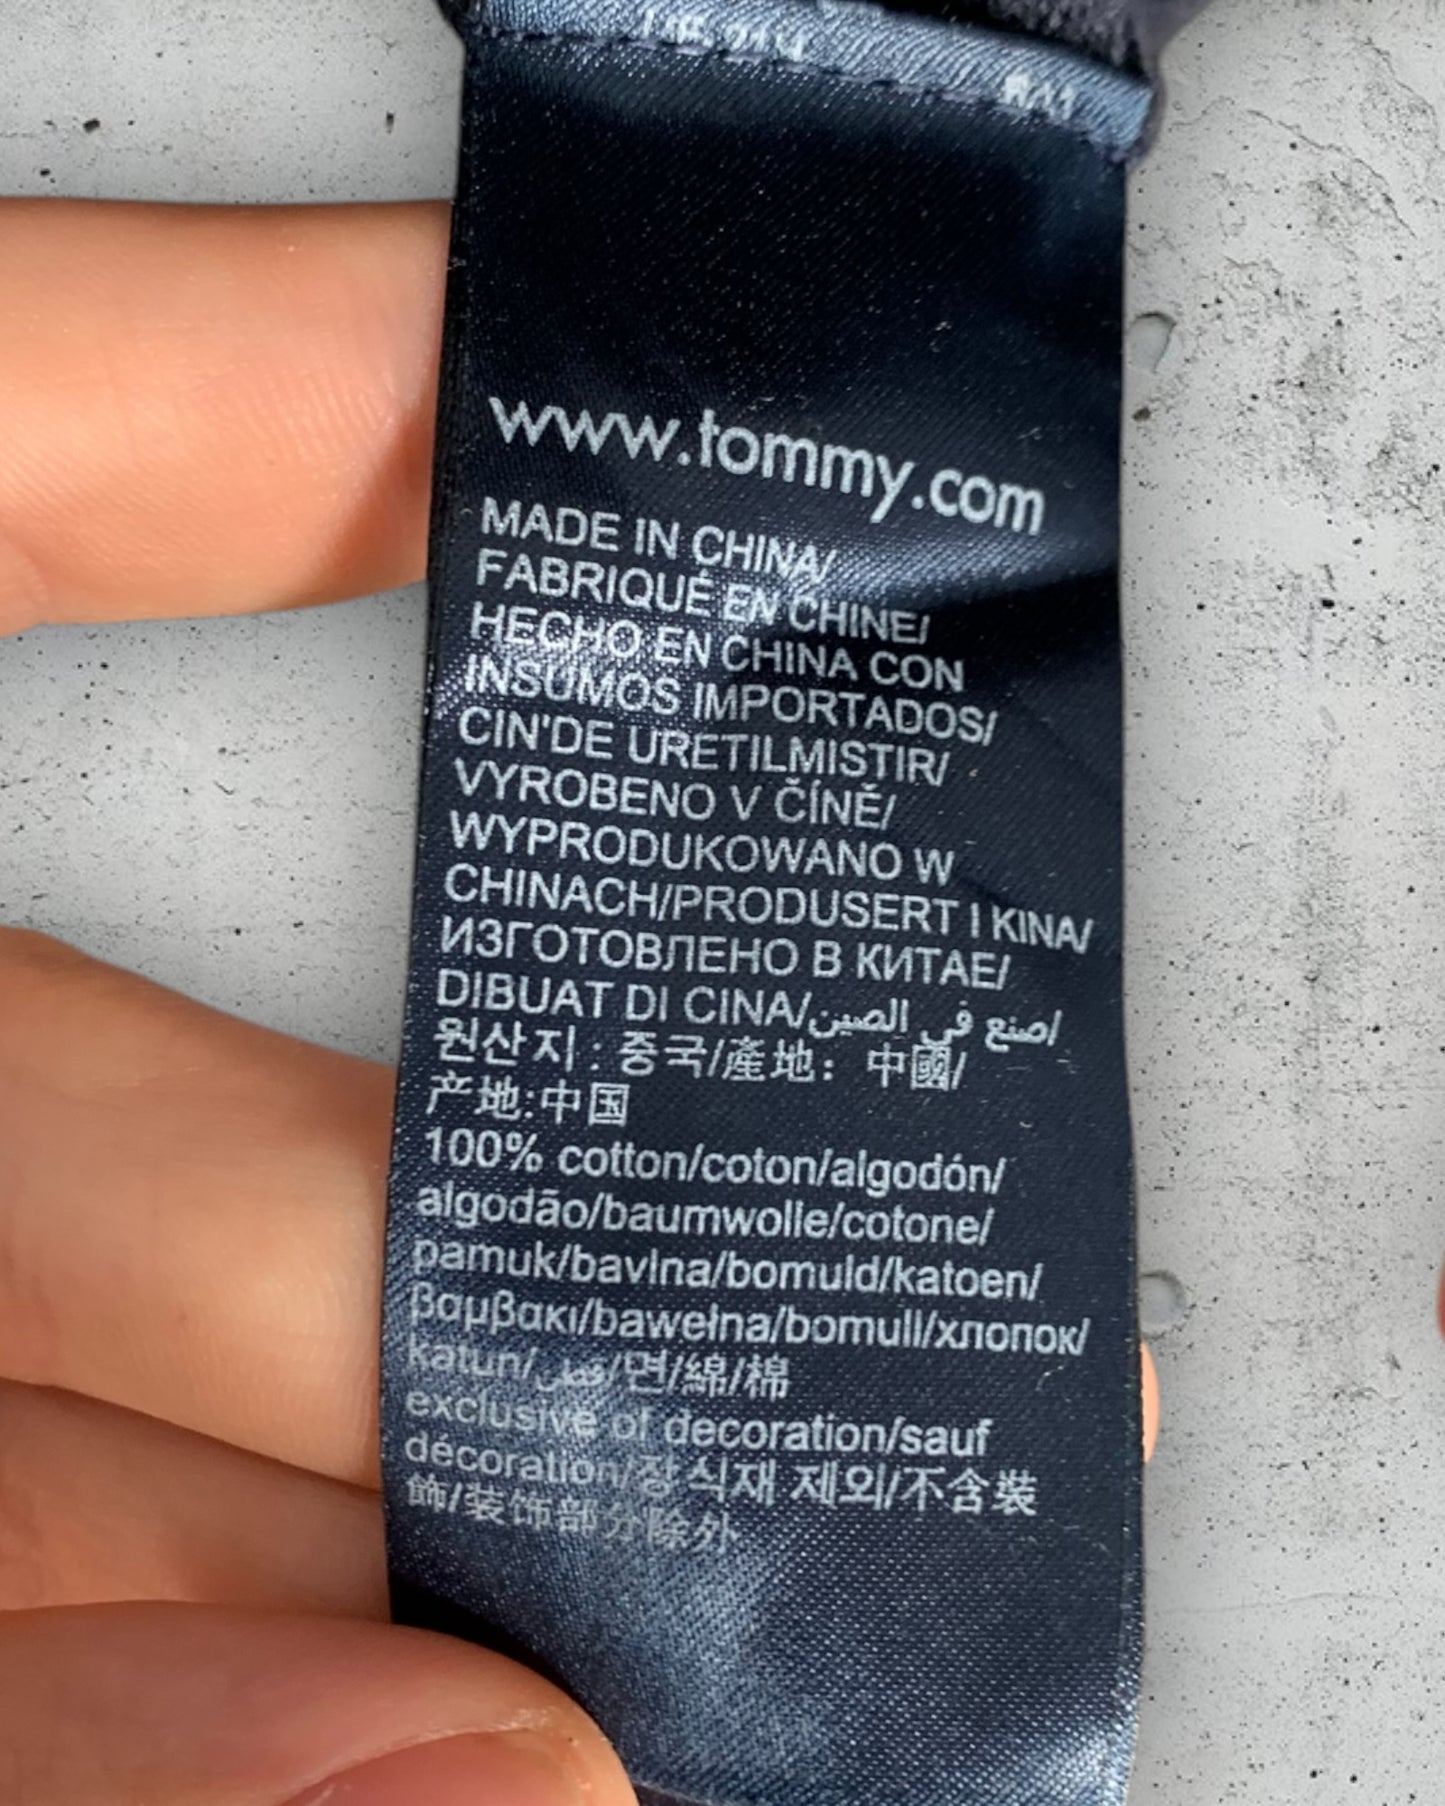 www.tommy.com
MADE IN CHINA/
FABRIQUÉ EN CHINE/
HECHO EN CHINA CON
INSUMOS IMPORTADOS/
CIN'DE URETILMISTIR/
VYROBENO V ČÍNĚ/
WYPRODUKOWANO W
CHINACH/PRODUSERT I KINA/
ИЗГОТОВЛЕНО В КИТАЕ/
DIBUAT DI CINA/صنع في الصين/
원산지: 중국/產地: 中國/
产地:中国
100% cotton/coton/algodón/
algodão/baumwolle/cotone/
pamuk/bavlna/bomuld/katoen/
βαμβακι/bawełna/bomull/хлопок/
katun/قطن/면/綿/棉
exclusive of decoration/sauf
décoration/장 식재 제외/不含裝
飾/装饰部分除外